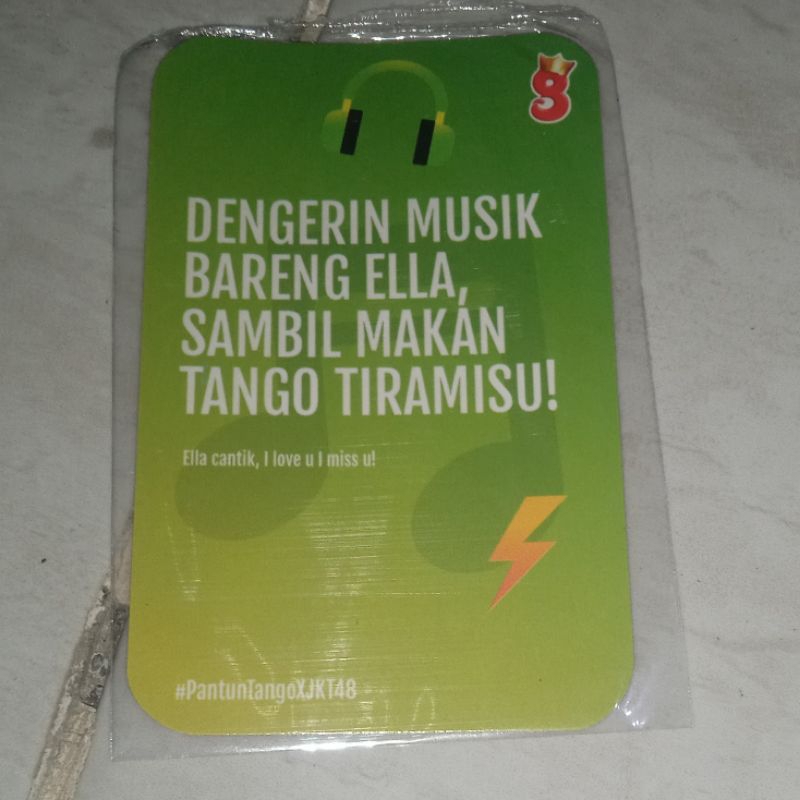 g
DENGERIN MUSIK
BARENG ELLA,
SAMBIL MAKAN
TANGO TIRAMISU!
Ella cantik, I love u I miss u!
#PantunTangoXJKT48